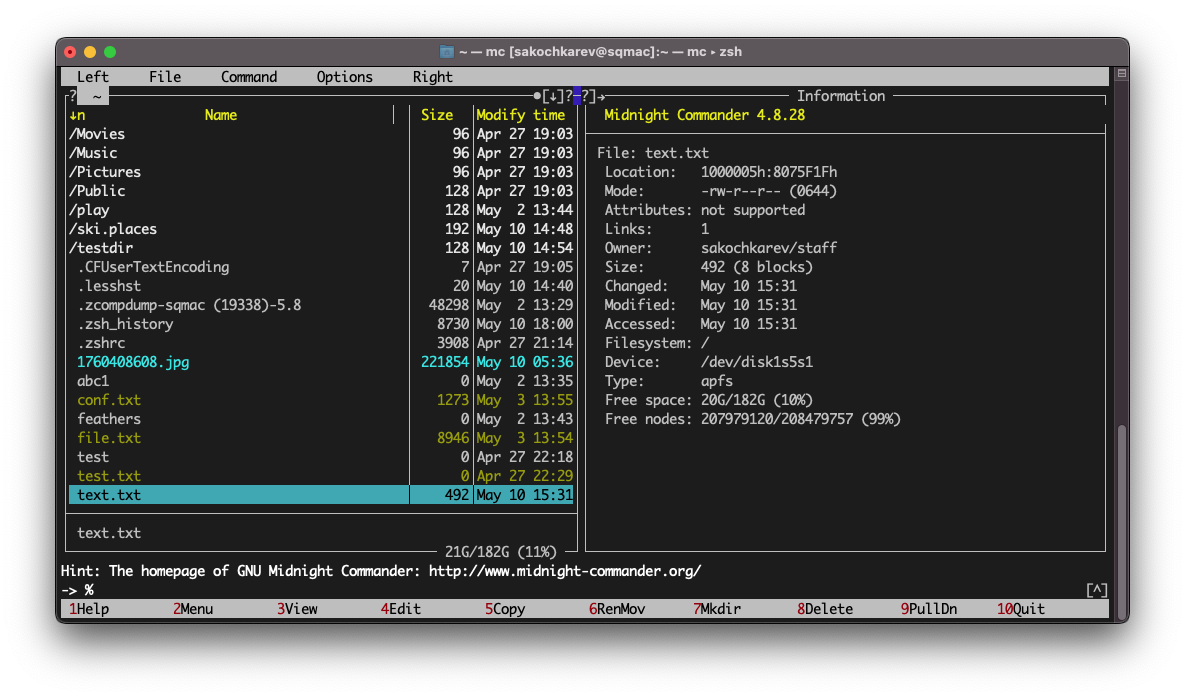 ~ — mc [sakochkarev@sqmac]:~ — mc ▸ zsh
Left File Command Options Right
? ~ ●[↓]?
?]→ Information
↓n Name Size Modify time
/Movies 96 Apr 27 19:03
/Music 96 Apr 27 19:03
/Pictures 96 Apr 27 19:03
/Public 128 Apr 27 19:03
/play 128 May 2 13:44
/ski.places 192 May 10 14:48
/testdir 128 May 10 14:54
.CFUserTextEncoding 7 Apr 27 19:05
.lesshst 20 May 10 14:40
.zcompdump-sqmac (19338)-5.8 48298 May 2 13:29
.zsh_history 8730 May 10 18:00
.zshrc 3908 Apr 27 21:14
1760408608.jpg 221854 May 10 05:36
abc1 0 May 2 13:35
conf.txt 1273 May 3 13:55
feathers 0 May 2 13:43
file.txt 8946 May 3 13:54
test 0 Apr 27 22:18
test.txt 0 Apr 27 22:29
text.txt 492 May 10 15:31
text.txt
21G/182G (11%)
Midnight Commander 4.8.28
File: text.txt
Location: 1000005h:8075F1Fh
Mode: -rw-r--r-- (0644)
Attributes: not supported
Links: 1
Owner: sakochkarev/staff
Size: 492 (8 blocks)
Changed: May 10 15:31
Modified: May 10 15:31
Accessed: May 10 15:31
Filesystem: /
Device: /dev/disk1s5s1
Type: apfs
Free space: 20G/182G (10%)
Free nodes: 207979120/208479757 (99%)
Hint: The homepage of GNU Midnight Commander: http://www.midnight-commander.org/
-> % [^]
1Help 2Menu 3View 4Edit 5Copy 6RenMov 7Mkdir 8Delete 9PullDn 10Quit